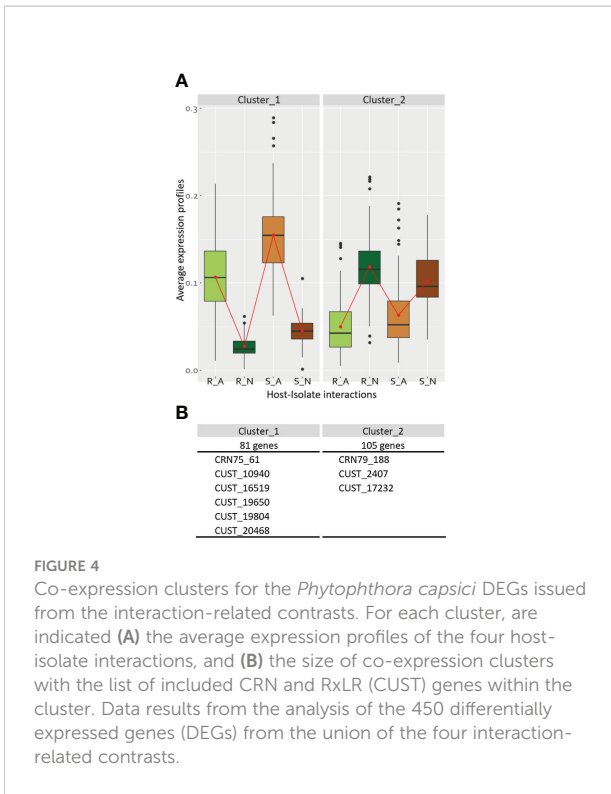 A
Cluster_1 Cluster_2
0.3
0.2
0.1
0.0
Average expression profiles
R_A R_N S_A S_N R_A R_N S_A S_N
Host-Isolate interactions
B
Cluster_1 Cluster_2
81 genes 105 genes
CRN75_61 CRN79_188
CUST_10940 CUST_2407
CUST_16519 CUST_17232
CUST_19650
CUST_19804
CUST_20468
FIGURE 4
Co-expression clusters for the Phytophthora capsici DEGs issued
from the interaction-related contrasts. For each cluster, are
indicated (A) the average expression profiles of the four host-
isolate interactions, and (B) the size of co-expression clusters
with the list of included CRN and RxLR (CUST) genes within the
cluster. Data results from the analysis of the 450 differentially
expressed genes (DEGs) from the union of the four interaction-
related contrasts.